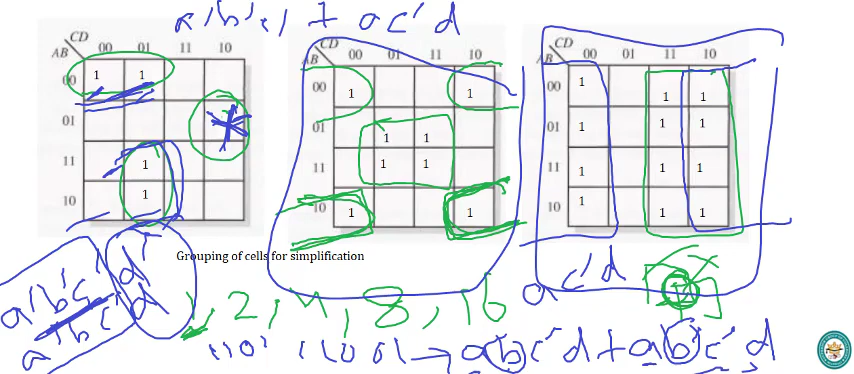 a'b'c' + ac'd
CD CD CD
AB 00 01 11 10 AB 00 01 11 10 AB 00 01 11 10
00 1 1 00 1 1 00 1 1 1
01 01 1 1 01 1 1 1
11 1 11 1 1 11 1 1 1
10 1 10 1 1 10 1 1 1
Grouping of cells for simplification
a'b'c'd'
a'b'c'd
ac'd
1, 2, 4, 8, 16
1101 1001 → abc'd + ab'c'd